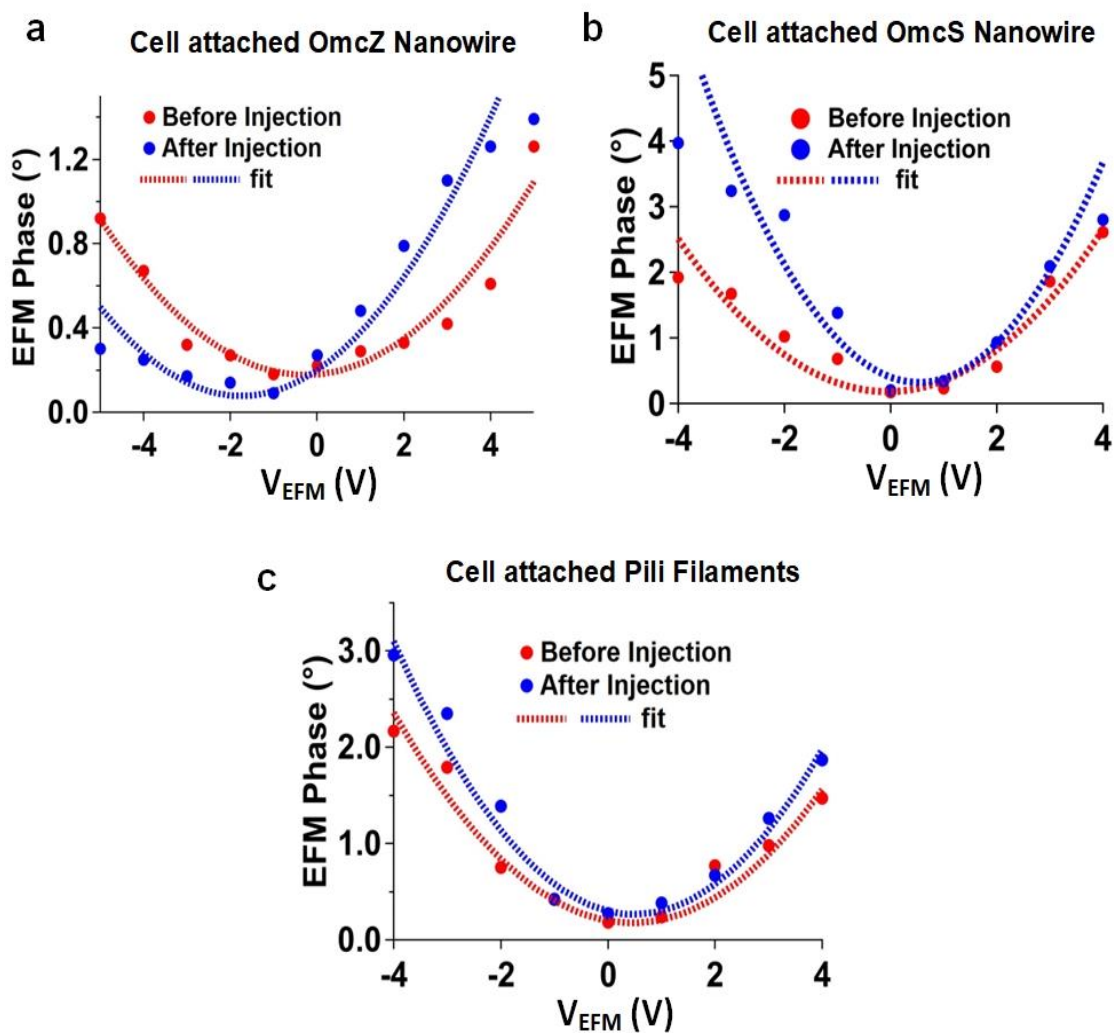 a
Cell attached OmcZ Nanowire
Before Injection
After Injection
fit
EFM Phase (°)
1.2
0.8
0.4
0.0
-4 -2 0 2 4
VEFM (V)
b
Cell attached OmcS Nanowire
Before Injection
After Injection
fit
EFM Phase (°)
5
4
3
2
1
0
-4 -2 0 2 4
VEFM (V)
c
Cell attached Pili Filaments
Before Injection
After Injection
fit
EFM Phase (°)
3.0
2.0
1.0
0.0
-4 -2 0 2 4
VEFM (V)